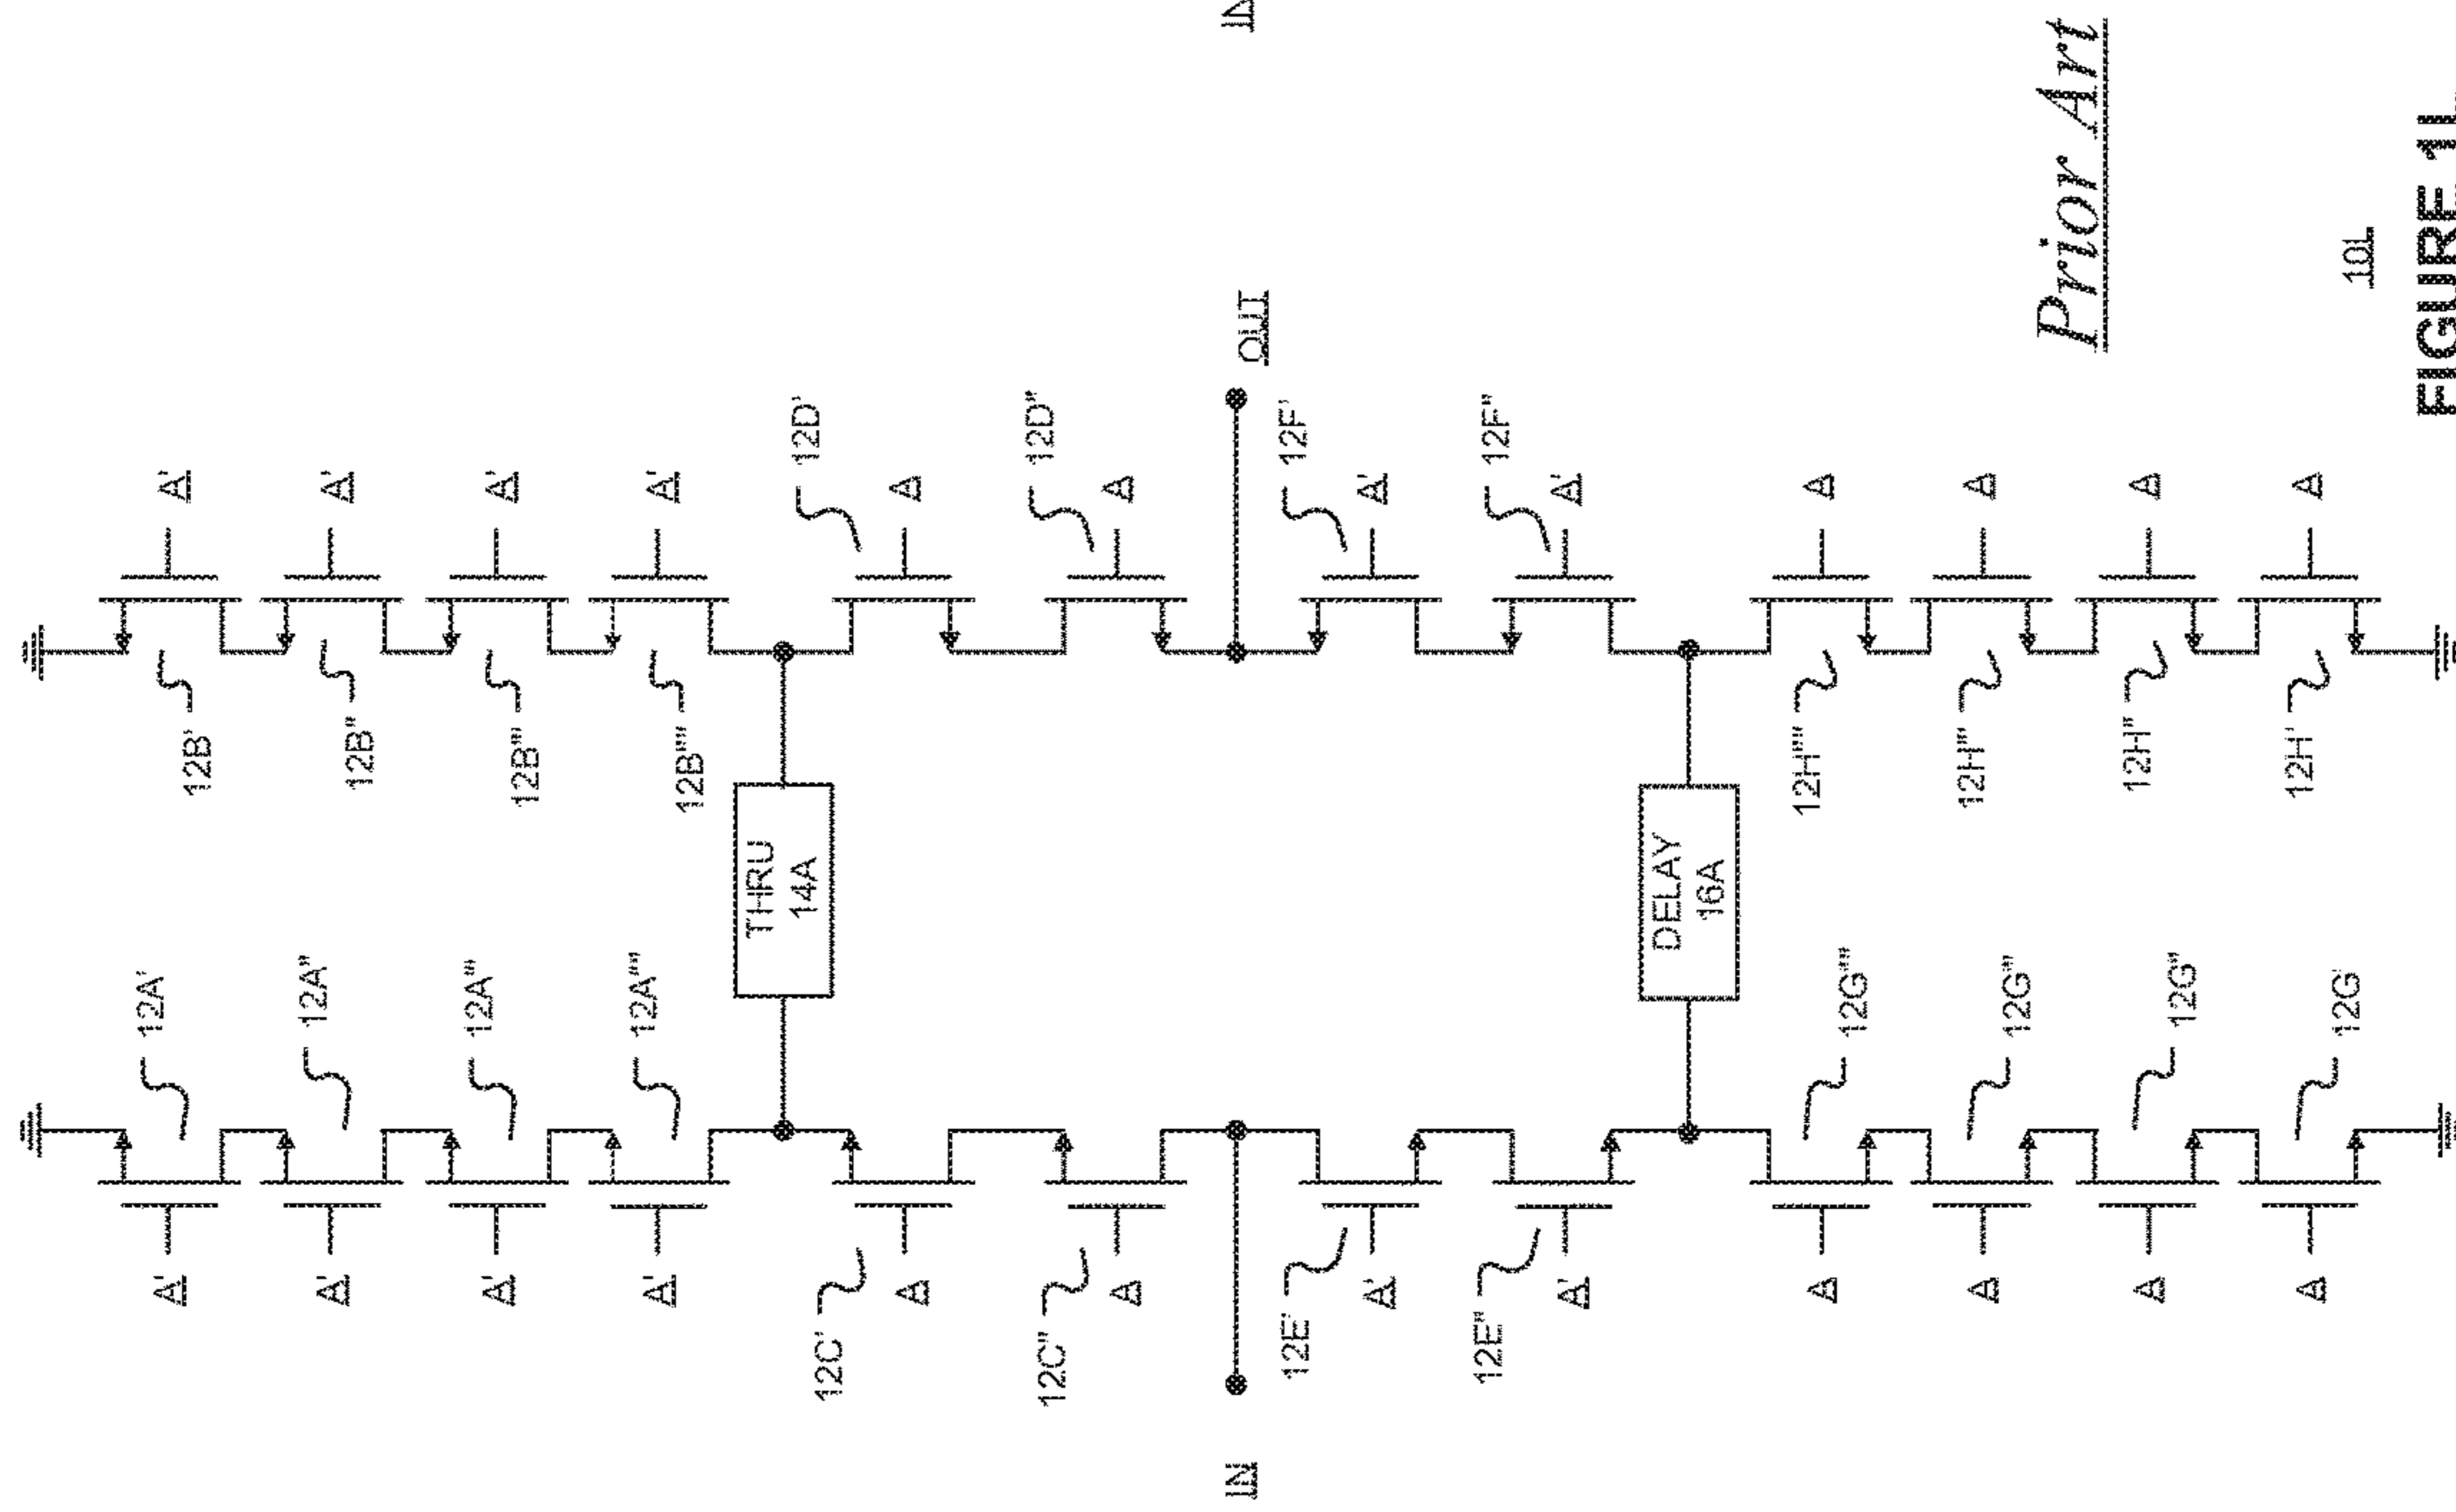 A'
12A'
12B'
A'
A'
12A"
12B"
A'
A'
12A"'
12B"'
A'
A'
12A""
12B""
A'
THRU
14A
12C'
A
12D'
A
12C"
A
12D"
A
IN
OUT
12E'
A'
12F'
A'
12E"
A'
12F"
A'
DELAY
16A
A
12G""
12H""
A
A
12G"'
12H"'
A
A
12G"
12H"
A
A
12G'
12H'
A
Prior Art
10L
FIGURE 1L